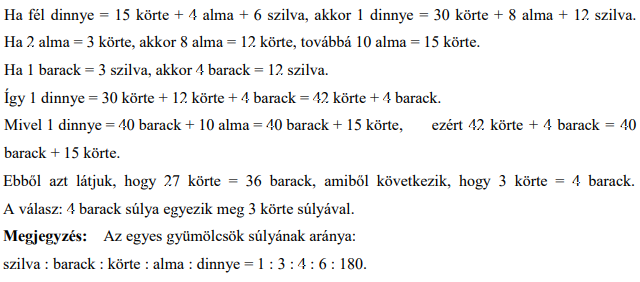 Ha fél dinnye = 15 körte + 4 alma + 6 szilva, akkor 1 dinnye = 30 körte + 8 alma + 12 szilva.
Ha 2 alma = 3 körte, akkor 8 alma = 12 körte, továbbá 10 alma = 15 körte.
Ha 1 barack = 3 szilva, akkor 4 barack = 12 szilva.
Így 1 dinnye = 30 körte + 12 körte + 4 barack = 42 körte + 4 barack.
Mivel 1 dinnye = 40 barack + 10 alma = 40 barack + 15 körte, ezért 42 körte + 4 barack = 40
barack + 15 körte.
Ebből azt látjuk, hogy 27 körte = 36 barack, amiből következik, hogy 3 körte = 4 barack.
A válasz: 4 barack súlya egyezik meg 3 körte súlyával.
Megjegyzés: Az egyes gyümölcsök súlyának aránya:
szilva : barack : körte : alma : dinnye = 1 : 3 : 4 : 6 : 180.